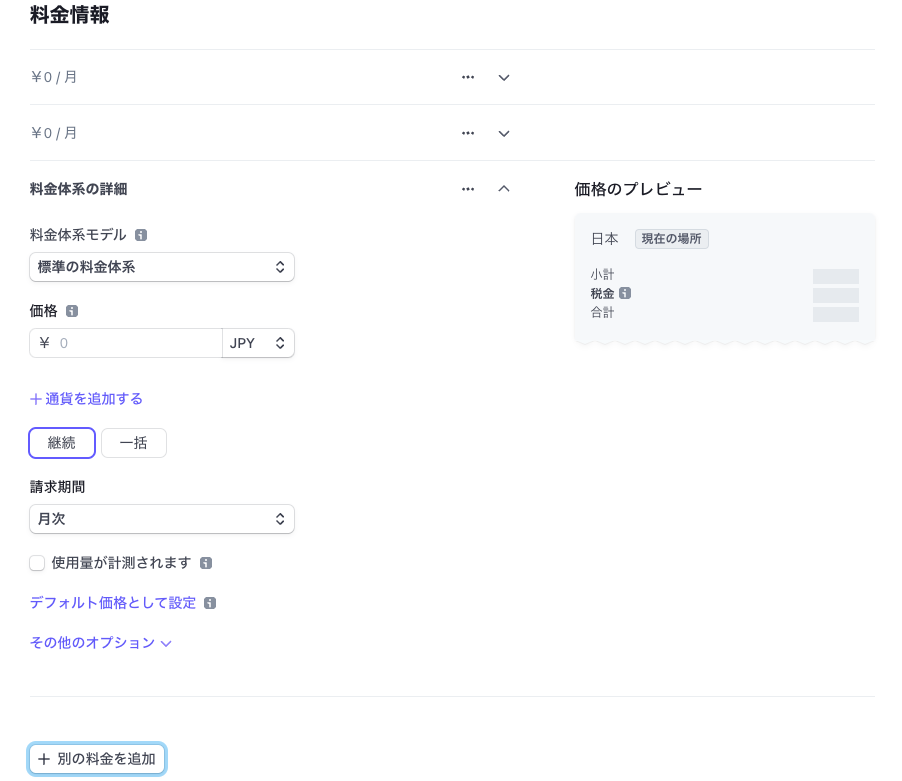 料金情報
￥0 / 月
￥0 / 月
料金体系の詳細
価格のプレビュー
料金体系モデル
標準の料金体系
価格
￥ 0 JPY
＋通貨を追加する
継続 一括
請求期間
月次
使用量が計測されます
デフォルト価格として設定
その他のオプション
日本 現在の場所
小計
税金
合計
＋ 別の料金を追加